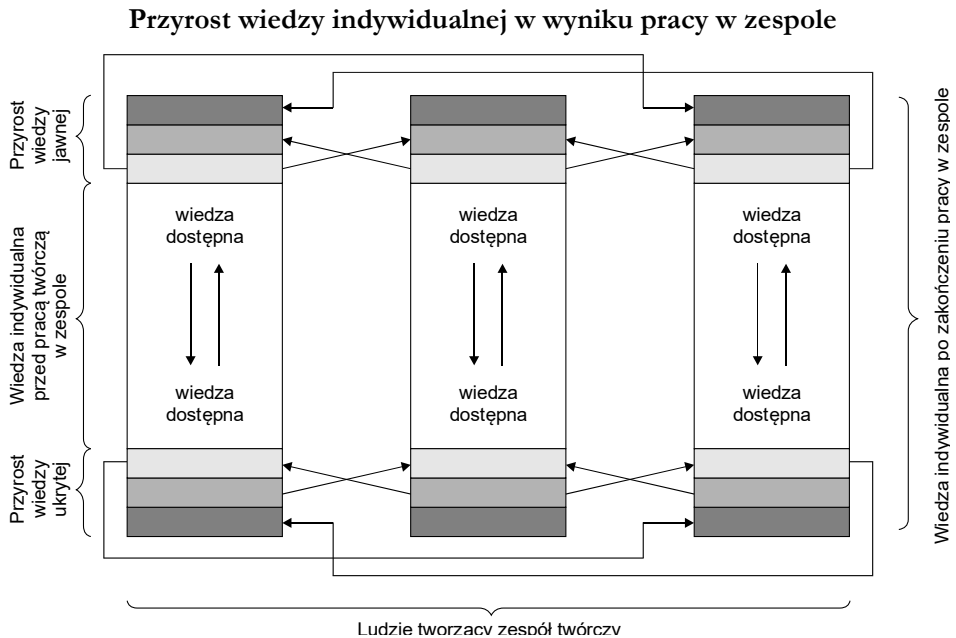 Przyrost wiedzy indywidualnej w wyniku pracy w zespole
Przyrost
wiedzy
jawnej
Wiedza indywidualna
przed pracą twórczą
w zespole
Przyrost
wiedzy
ukrytej
wiedza
dostępna
wiedza
dostępna
wiedza
dostępna
wiedza
dostępna
wiedza
dostępna
wiedza
dostępna
Wiedza indywidualna po zakończeniu pracy w zespole
Ludzie tworzący zespół twórczy